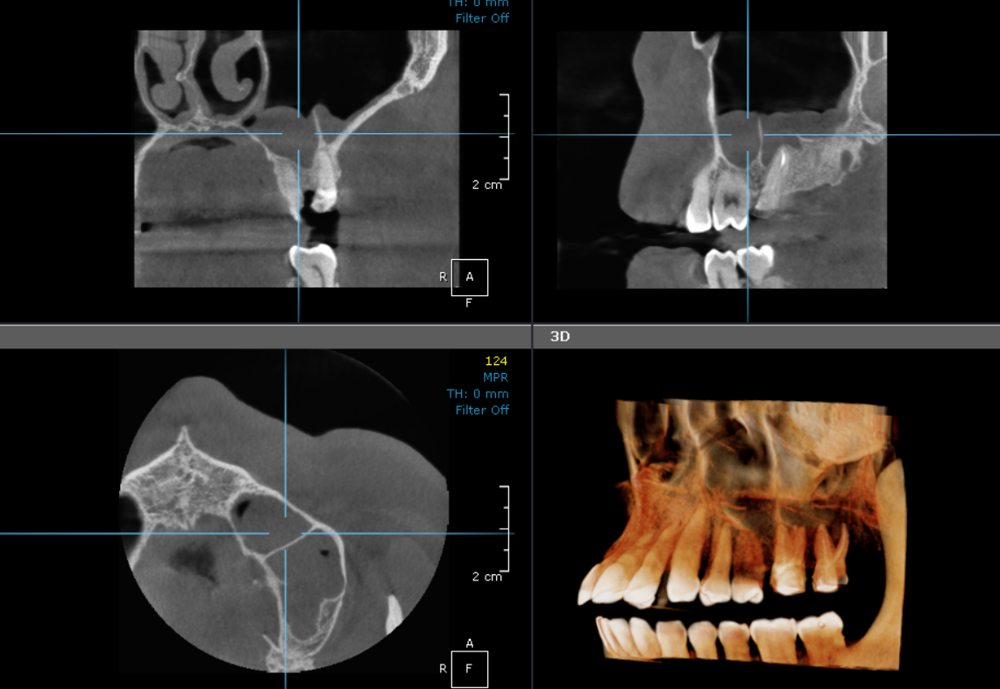 TH: 0 mm
Filter Off
2 cm
R A
F
3D
124
MPR
TH: 0 mm
Filter Off
2 cm
A
R F